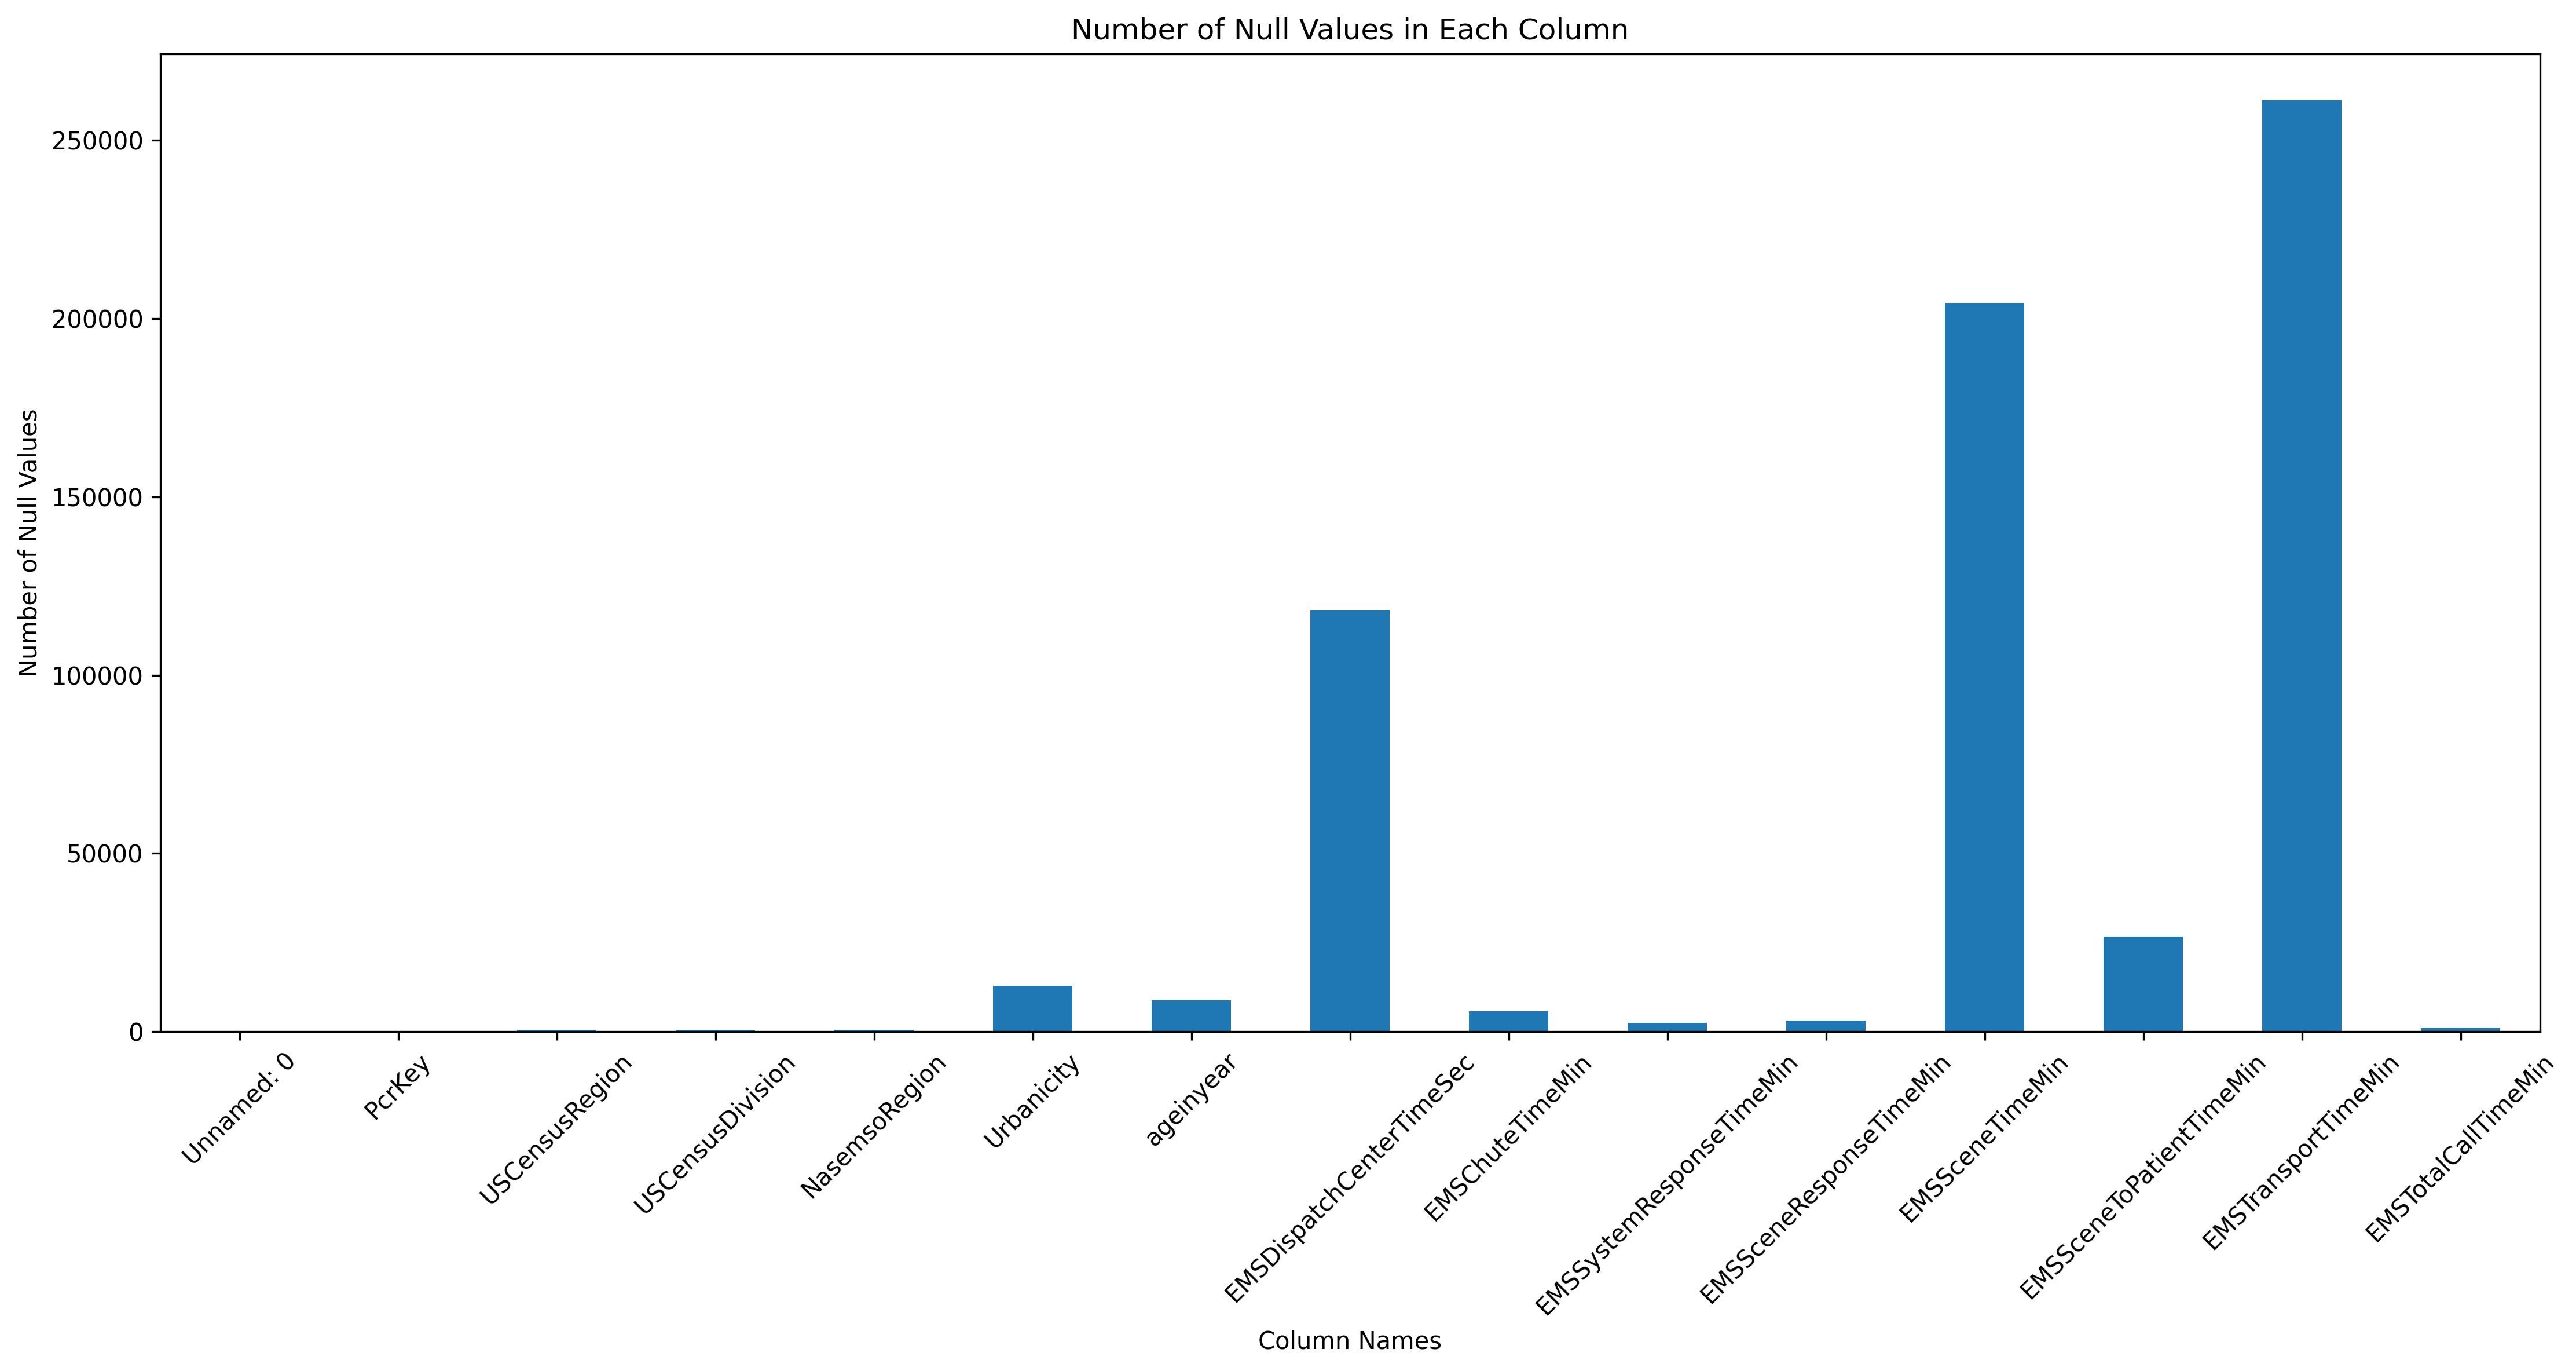 Number of Null Values in Each Column
Number of Null Values
250000
200000
150000
100000
50000
0
Unnamed: 0
PcrKey
USCensusRegion
USCensusDivision
NasemsoRegion
Urbanicity
ageinyear
EMSDispatchCenterTimeSec
EMSChuteTimeMin
EMSSystemResponseTimeMin
EMSSceneResponseTimeMin
EMSSceneTimeMin
EMSSceneToPatientTimeMin
EMSTransportTimeMin
EMSTotalCallTimeMin
Column Names